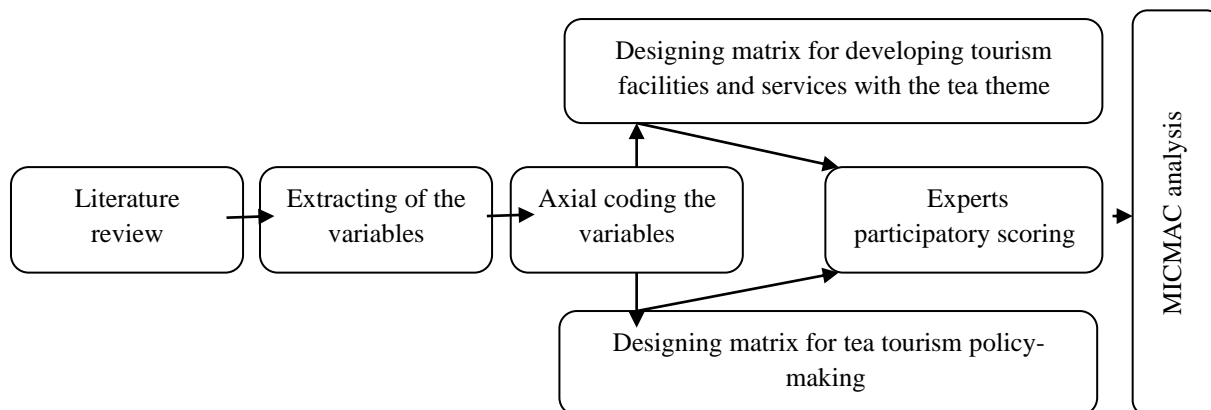 Designing matrix for developing tourism
facilities and services with the tea theme
Literature
review
Extracting of the
variables
Axial coding the
variables
Experts
participatory scoring
Designing matrix for tea tourism policy-
making
MICMAC analysis